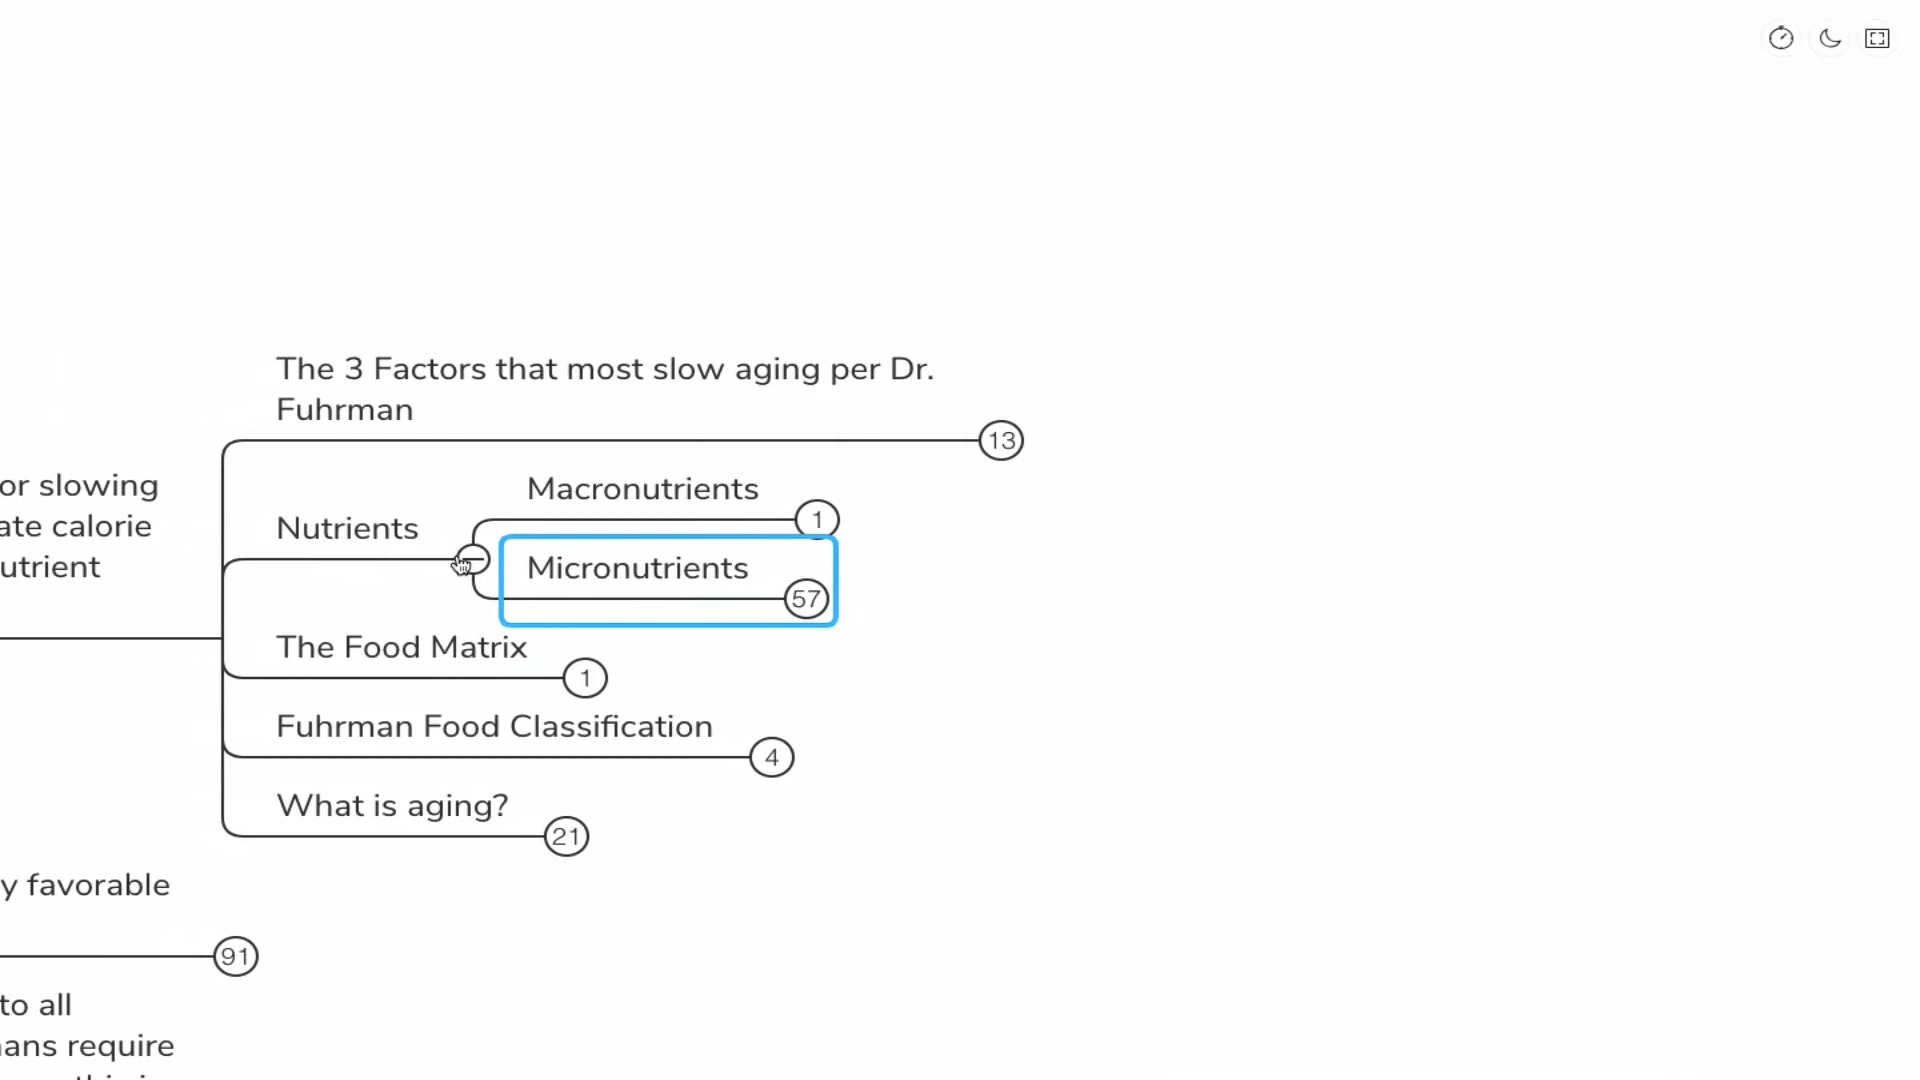 The 3 Factors that most slow aging per Dr.
Fuhrman
13
or slowing
ate calorie
utrient
Macronutrients
1
Nutrients
Micronutrients
57
The Food Matrix
1
Fuhrman Food Classification
4
What is aging?
21
y favorable
91
to all
ans require